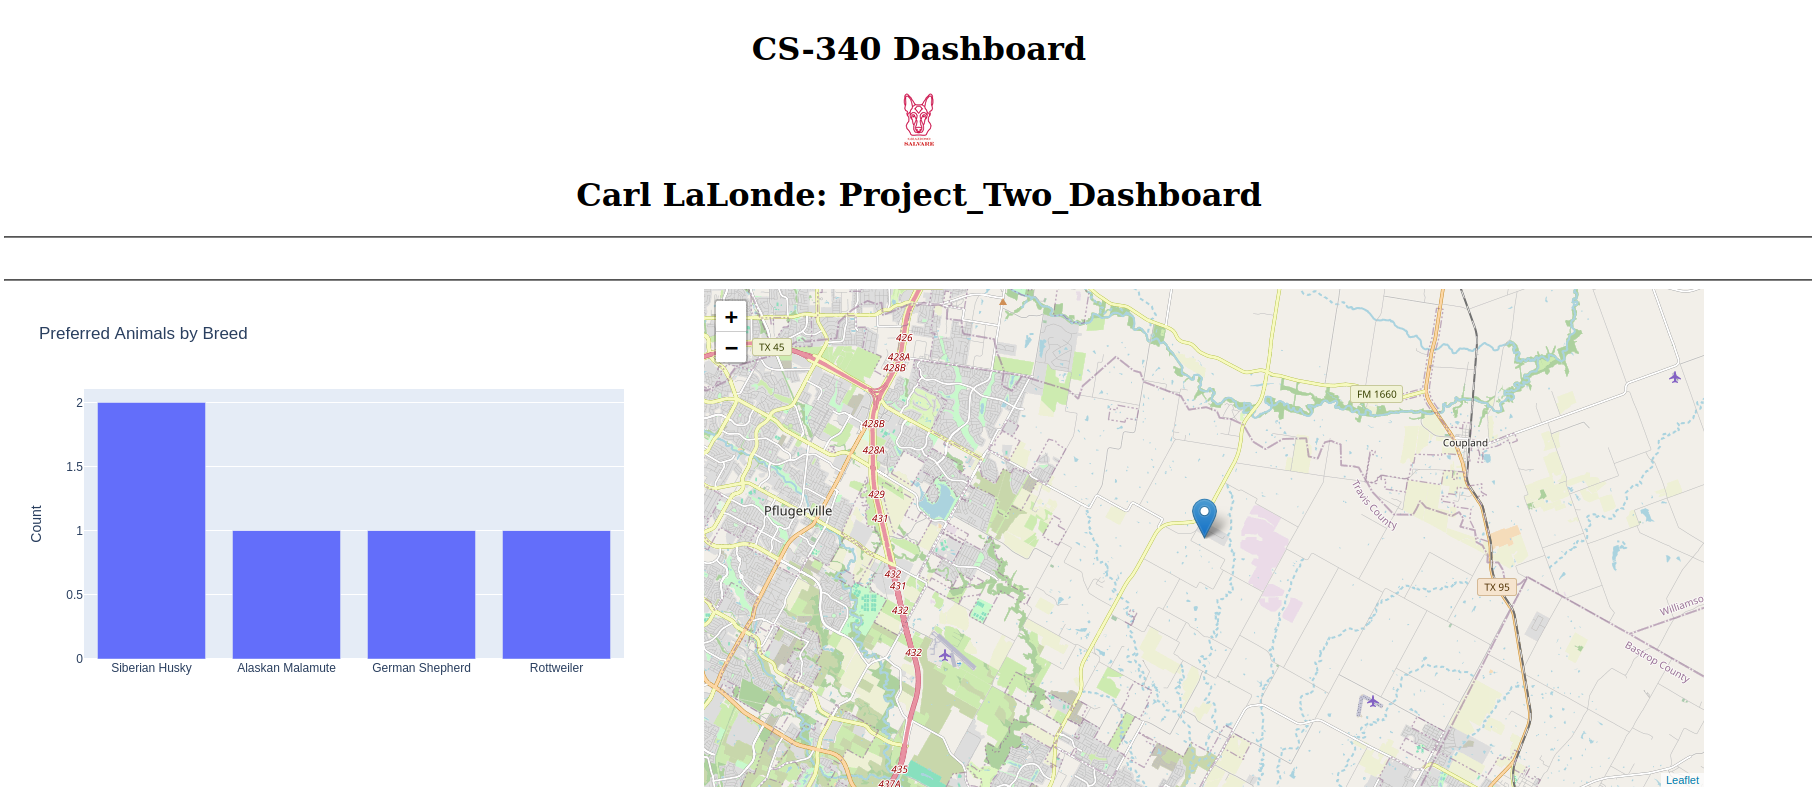 CS-340 Dashboard
SALVARE
Carl LaLonde: Project_Two_Dashboard
Preferred Animals by Breed
Count
2
1.5
1
0.5
0
Siberian Husky
Alaskan Malamute
German Shepherd
Rottweiler
+
−
TX 45
426
428A
428B
FM 1660
428B
Coupland
428A
429
Travis County
Pflugerville
431
432
431
TX 95
432
Williamso
432
Bastrop County
435
437A
Leaflet